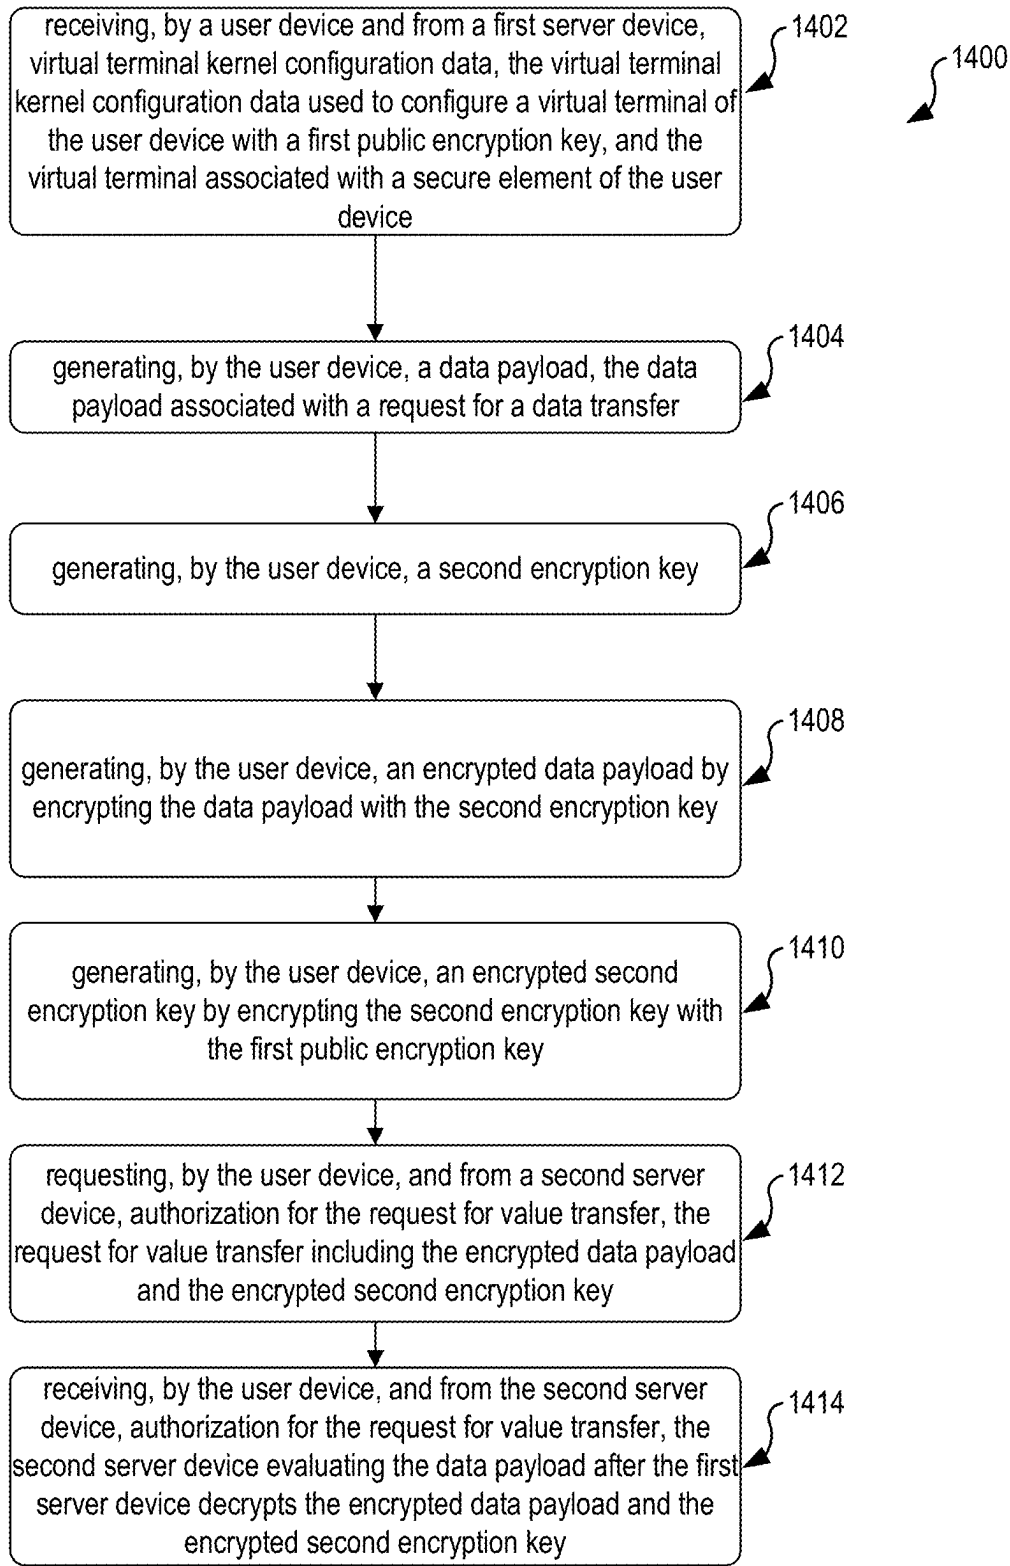 receiving, by a user device and from a first server device,
virtual terminal kernel configuration data, the virtual terminal
kernel configuration data used to configure a virtual terminal of
the user device with a first public encryption key, and the
virtual terminal associated with a secure element of the user
device
1402
1400
generating, by the user device, a data payload, the data
payload associated with a request for a data transfer
1404
generating, by the user device, a second encryption key
1406
generating, by the user device, an encrypted data payload by
encrypting the data payload with the second encryption key
1408
generating, by the user device, an encrypted second
encryption key by encrypting the second encryption key with
the first public encryption key
1410
requesting, by the user device, and from a second server
device, authorization for the request for value transfer, the
request for value transfer including the encrypted data payload
and the encrypted second encryption key
1412
receiving, by the user device, and from the second server
device, authorization for the request for value transfer, the
second server device evaluating the data payload after the first
server device decrypts the encrypted data payload and the
encrypted second encryption key
1414